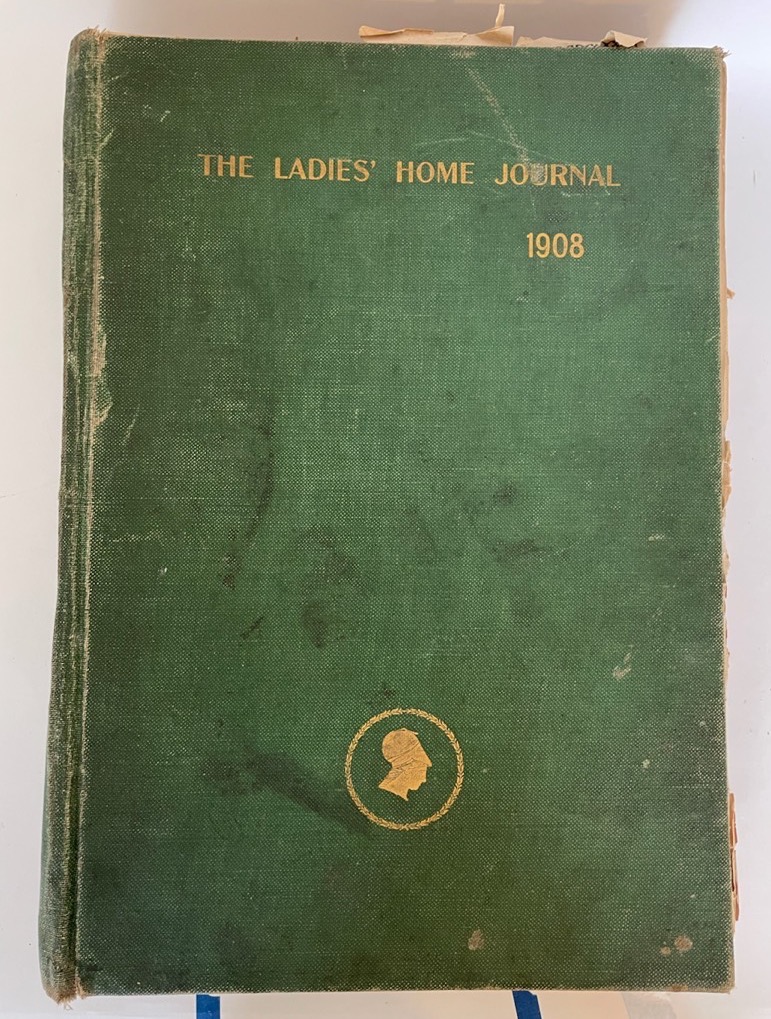 THE LADIES' HOME JOURNAL
1908